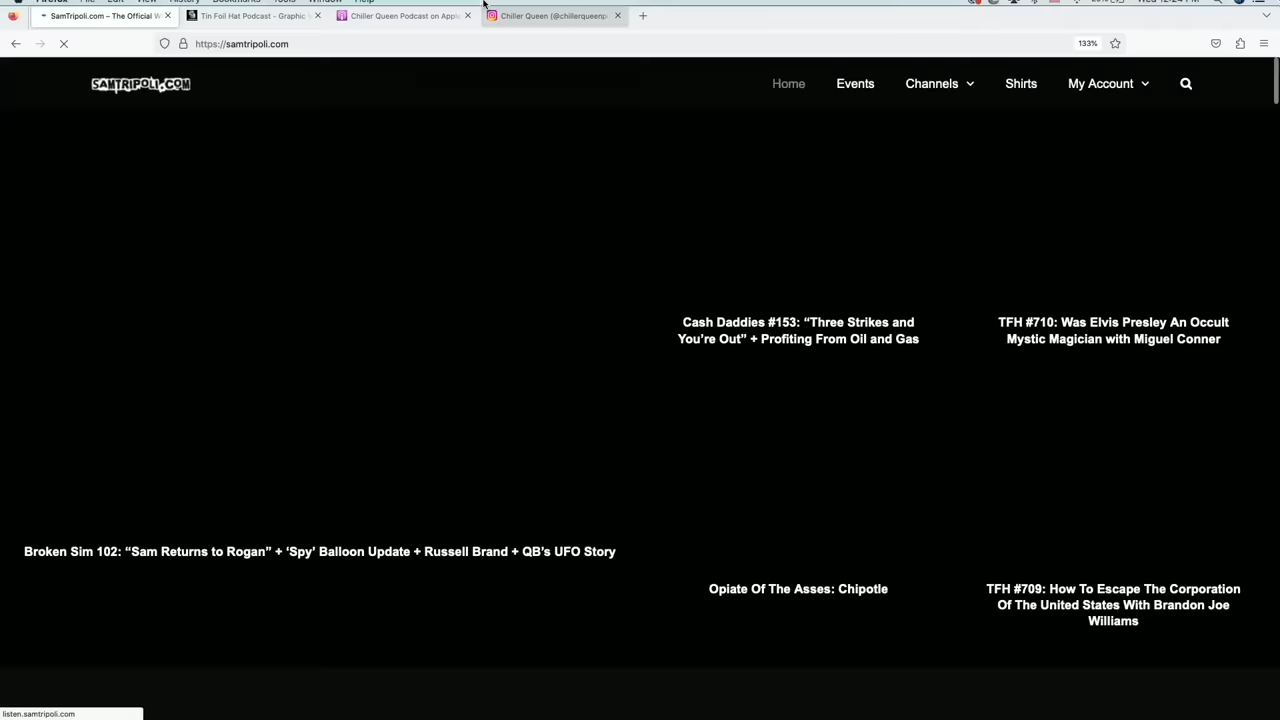 SamTripoli.com – The Official W
Tin Foil Hat Podcast - Graphic
Chiller Queen Podcast on Apple
Chiller Queen (@chillerqueenp
https://samtripoli.com
133%
SAMTRIPOLI.COM
Home
Events
Channels
Shirts
My Account
Cash Daddies #153: “Three Strikes and
You’re Out” + Profiting From Oil and Gas
TFH #710: Was Elvis Presley An Occult
Mystic Magician with Miguel Conner
Broken Sim 102: “Sam Returns to Rogan” + ‘Spy’ Balloon Update + Russell Brand + QB’s UFO Story
Opiate Of The Asses: Chipotle
TFH #709: How To Escape The Corporation
Of The United States With Brandon Joe
Williams
listen.samtripoli.com